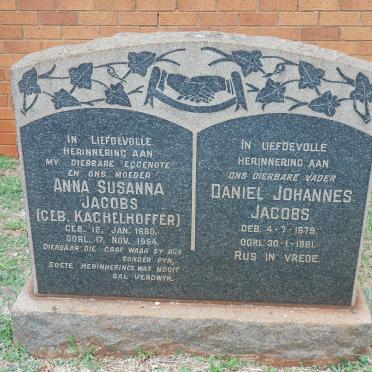 IN LIEFDEVOLLE
HERINNERING AAN
MY DIERBARE EGGENOTE
EN ONS MOEDER
ANNA SUSANNA
JACOBS
(GEB. KACHELHOFFER)
GEB. 12. JAN. 1880.
OORL. 17. NOV. 1954.
DIERBAAR DIE GRAF WAAR SY RUS
SONDER PYN,
SOETE HERINNERINGS WAT NOOIT
SAL VERDWYN.
IN LIEFDEVOLLE
HERINNERING AAN
ONS DIERBARE VADER
DANIEL JOHANNES
JACOBS
GEB. 4-7-1879.
OORL. 30-1-1961.
RUS IN VREDE.